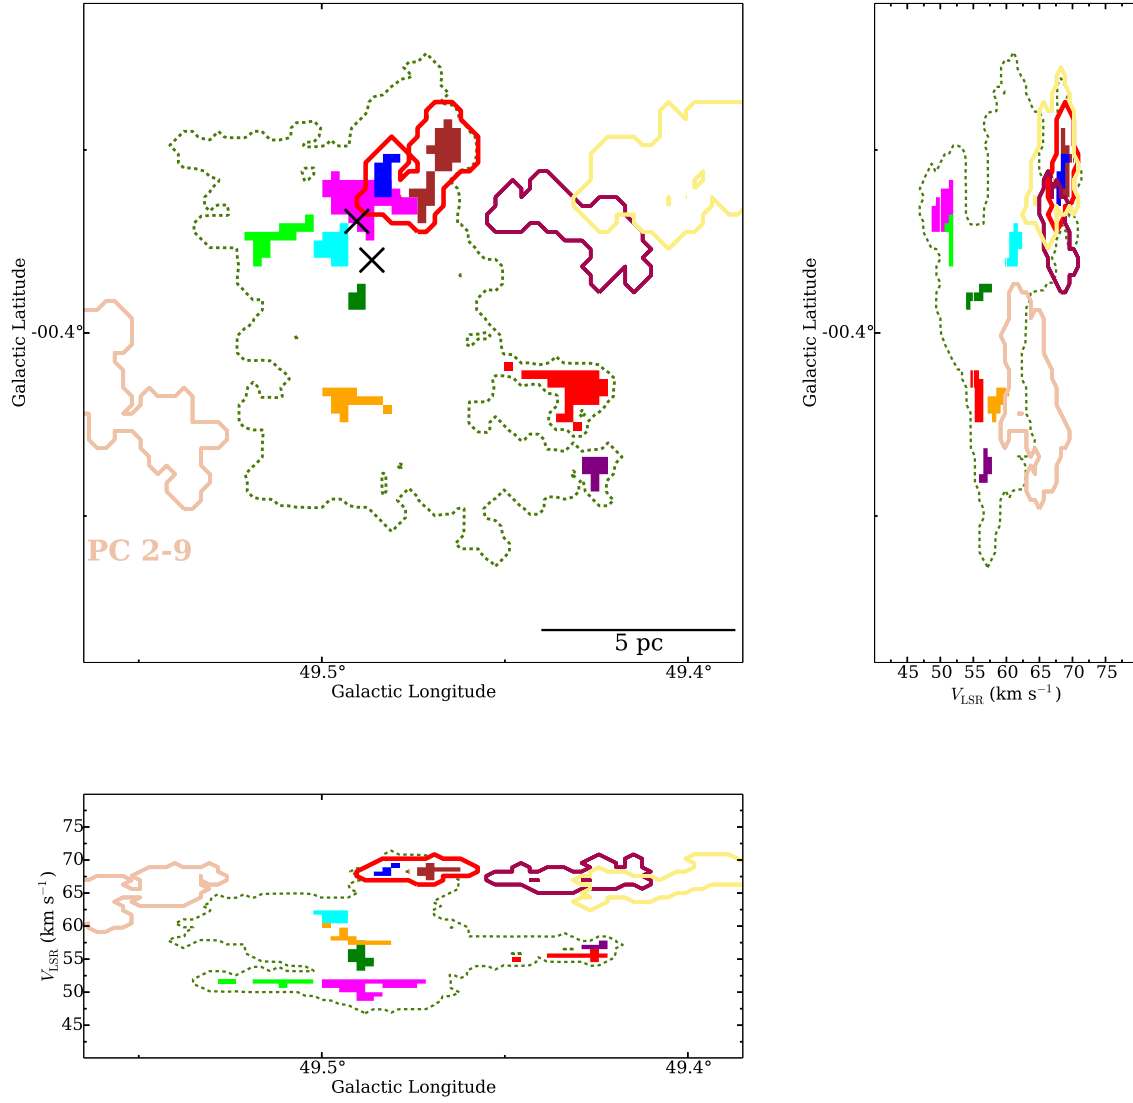 Galactic Latitude
-00.4°
PC 2-9
5 pc
49.5°
49.4°
Galactic Longitude
Galactic Latitude
-00.4°
45 50 55 60 65 70 75
V_LSR (km s⁻¹)
V_LSR (km s⁻¹)
75
70
65
60
55
50
45
49.5°
49.4°
Galactic Longitude